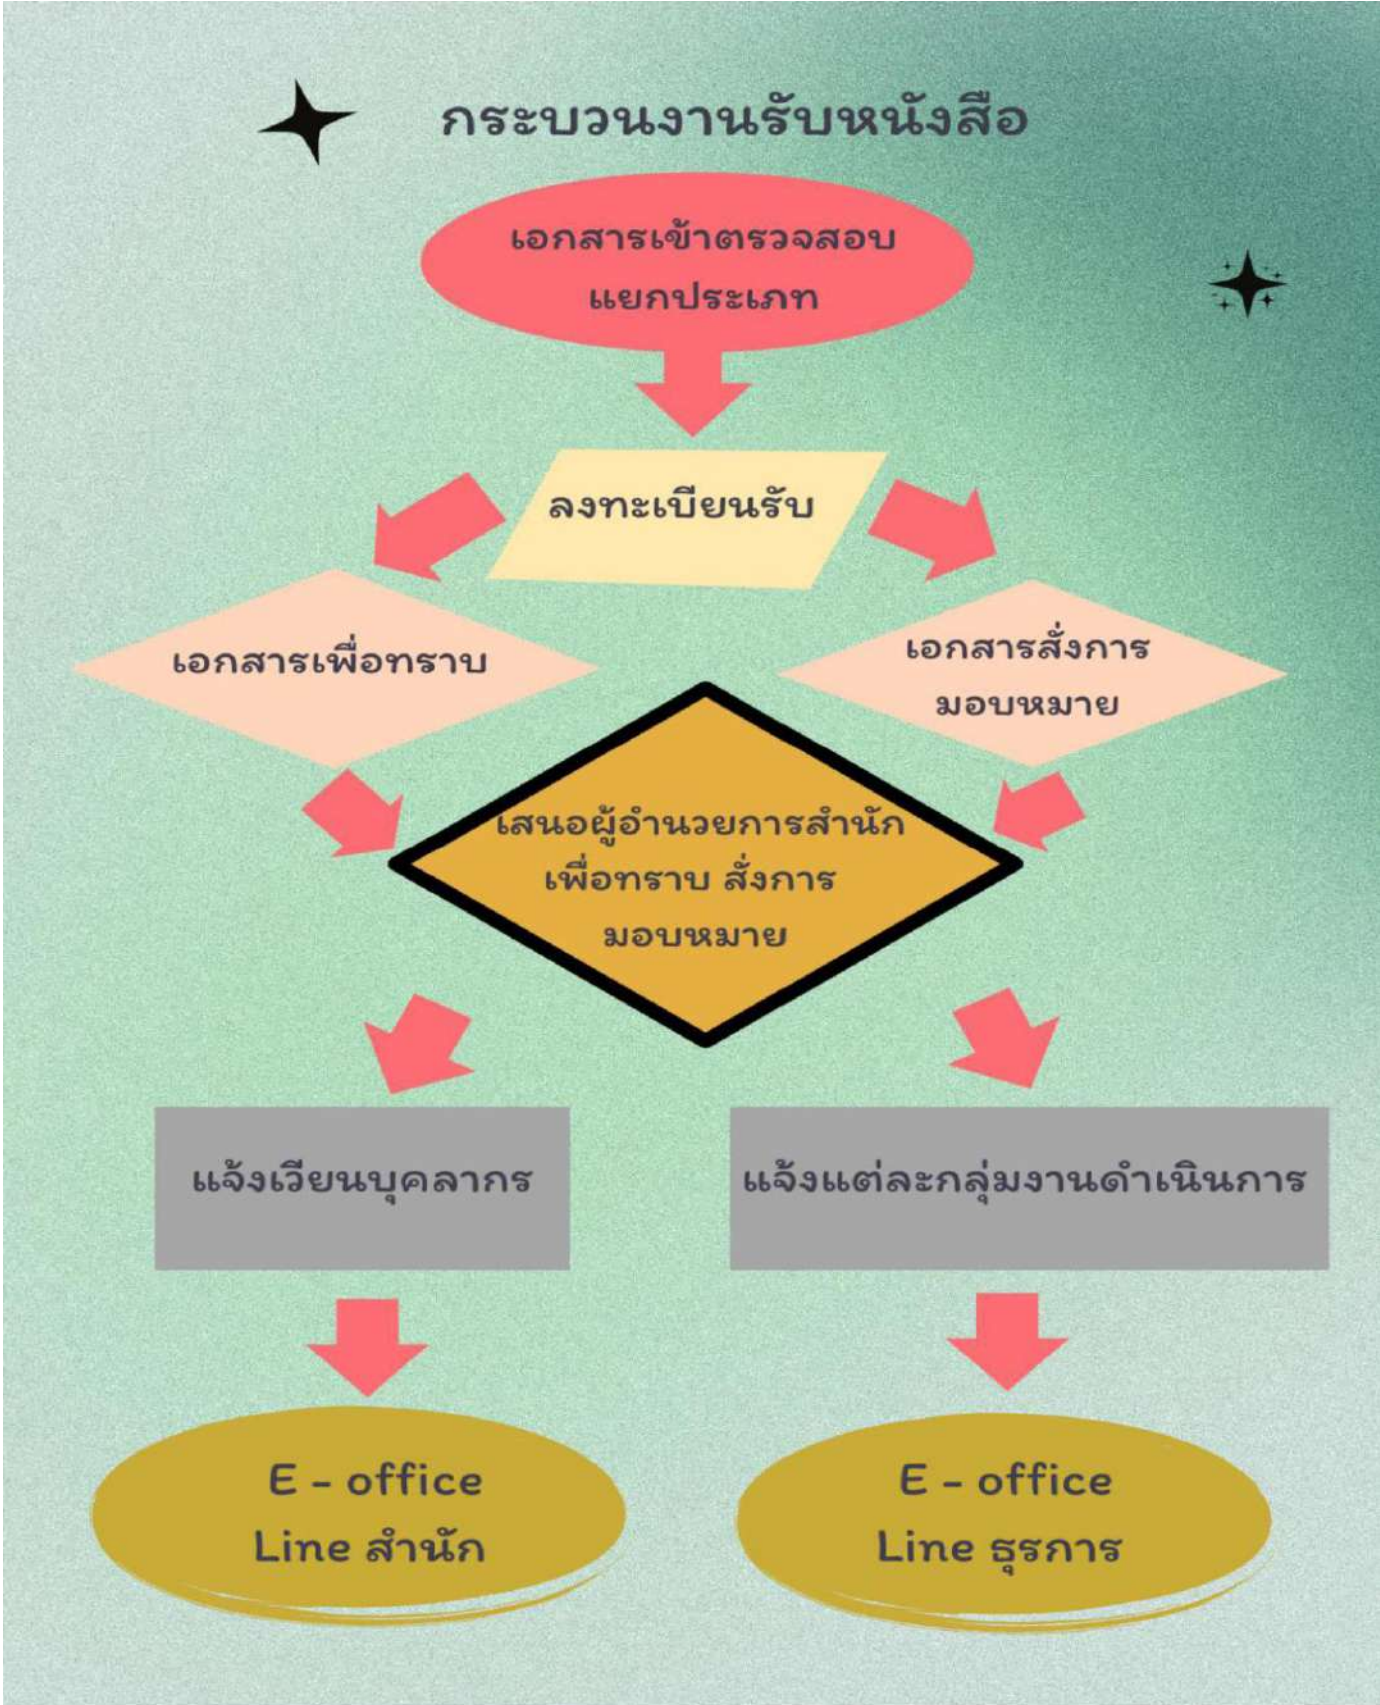 กระบวนงานรับหนังสือ
เอกสารเข้าตรวจสอบ
แยกประเภท
ลงทะเบียนรับ
เอกสารเพื่อทราบ
เอกสารสั่งการ
มอบหมาย
เสนอผู้อำนวยการสำนัก
เพื่อทราบ สั่งการ
มอบหมาย
แจ้งเวียนบุคลากร
แจ้งแต่ละกลุ่มงานดำเนินการ
E - office
Line สำนัก
E - office
Line ธุรการ